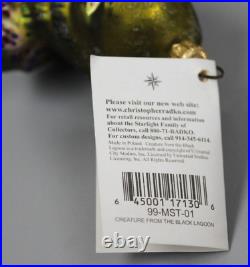 Please visit our new web site:
www.christopherradko.com
For retail resources and information
about the Starlight Family of
Collectors, call 800-71-RADKO.
For custom designs, call 914-345-6114.
Made in Poland. Creature from the Black
Lagoon is a trademark and copyright of Universal
City Studios, Inc. Licensed by Universal Studios
Licensing, Inc. All Rights Reserved.
6 45001 17130 6
99-MST-01
CREATURE FROM THE BLACK LAGOON